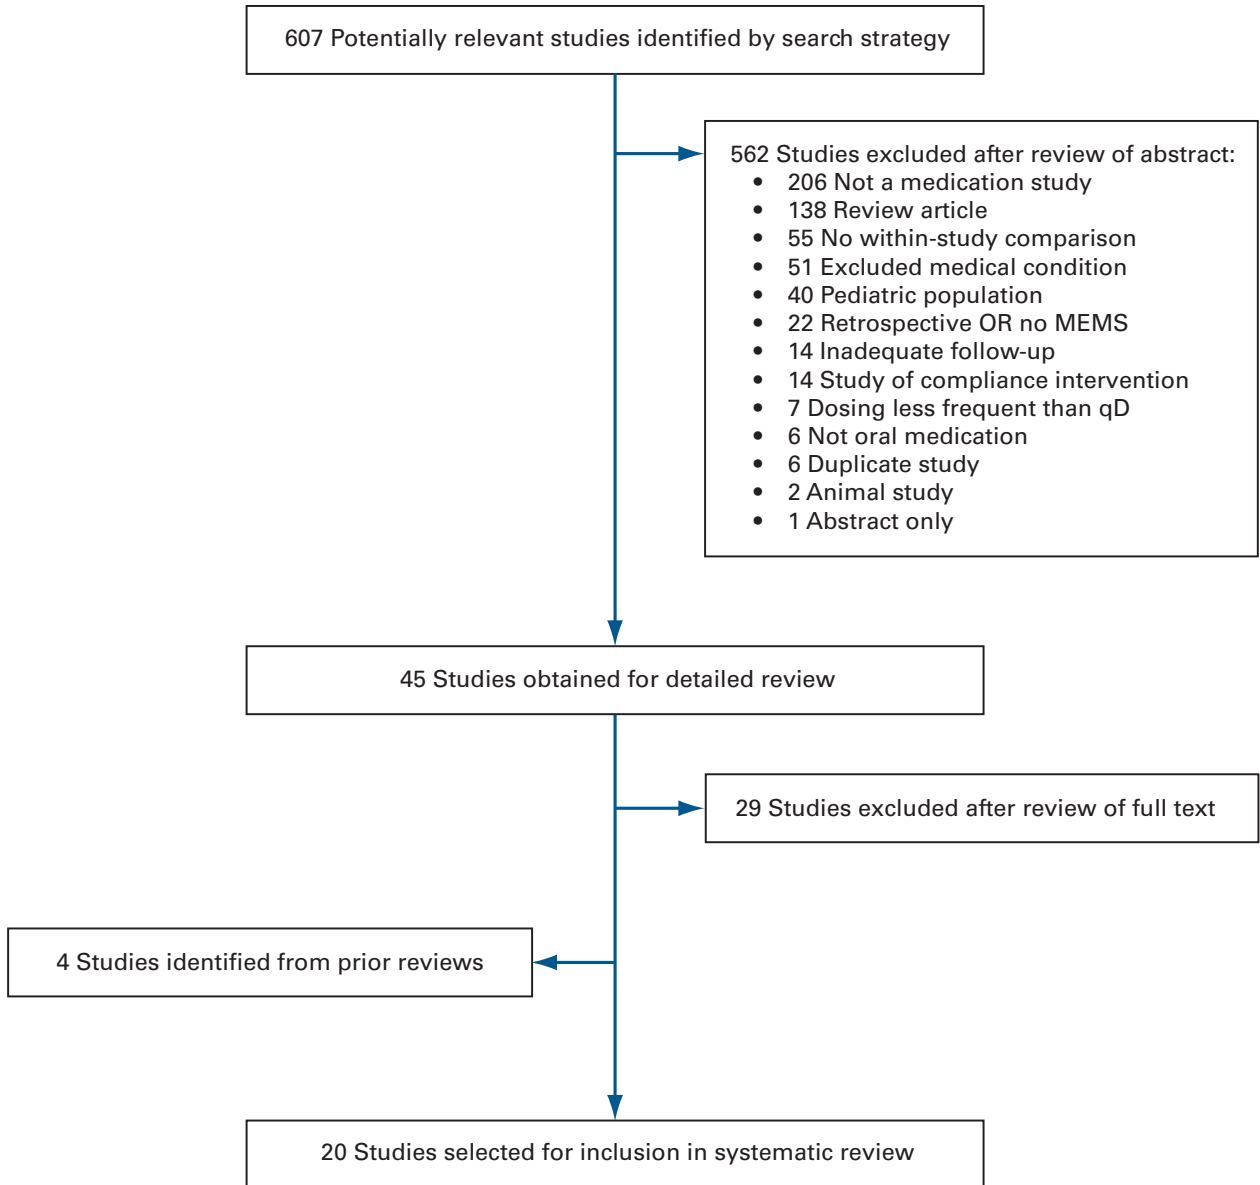 607 Potentially relevant studies identified by search strategy
562 Studies excluded after review of abstract:
• 206 Not a medication study
• 138 Review article
• 55 No within-study comparison
• 51 Excluded medical condition
• 40 Pediatric population
• 22 Retrospective OR no MEMS
• 14 Inadequate follow-up
• 14 Study of compliance intervention
• 7 Dosing less frequent than qD
• 6 Not oral medication
• 6 Duplicate study
• 2 Animal study
• 1 Abstract only
45 Studies obtained for detailed review
29 Studies excluded after review of full text
4 Studies identified from prior reviews
20 Studies selected for inclusion in systematic review